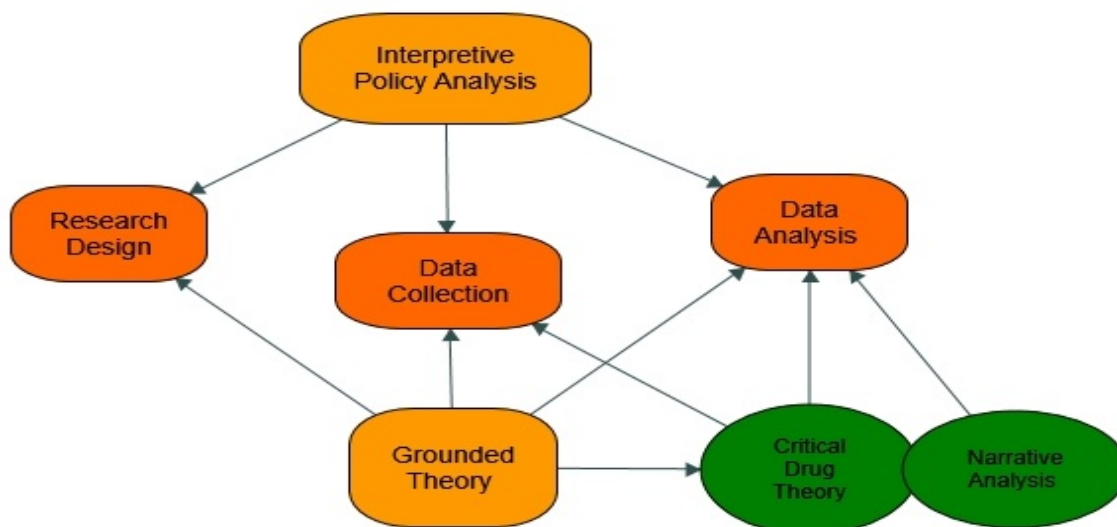 Interpretive
Policy Analysis
Research
Design
Data
Analysis
Data
Collection
Grounded
Theory
Critical
Drug
Theory
Narrative
Analysis